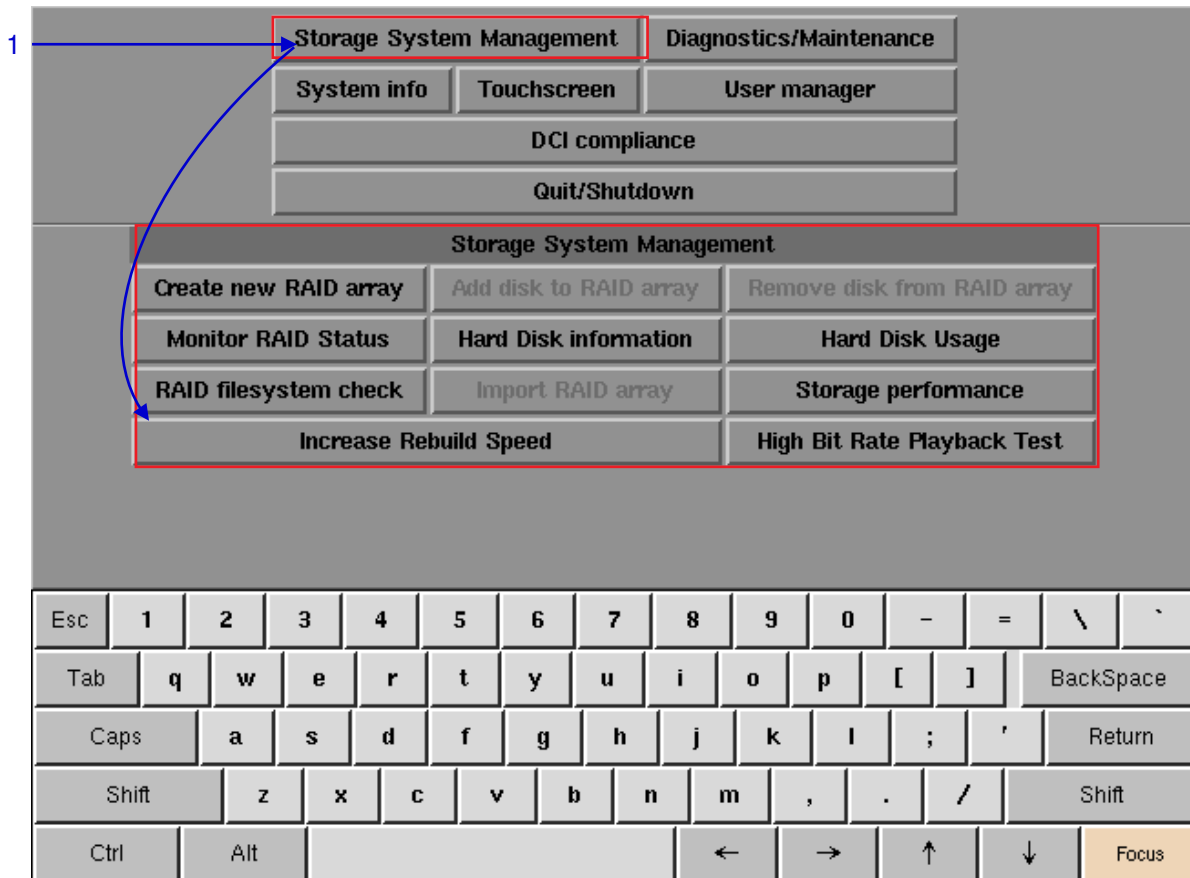 1
Storage System Management Diagnostics/Maintenance
System info Touchscreen User manager
DCI compliance
Quit/Shutdown
Storage System Management
Create new RAID array Add disk to RAID array Remove disk from RAID array
Monitor RAID Status Hard Disk information Hard Disk Usage
RAID filesystem check Import RAID array Storage performance
Increase Rebuild Speed High Bit Rate Playback Test
Esc 1 2 3 4 5 6 7 8 9 0 - = \ `
Tab q w e r t y u i o p [ ] BackSpace
Caps a s d f g h j k l ; ' Return
Shift z x c v b n m , . / Shift
Ctrl Alt ← → ↑ ↓ Focus